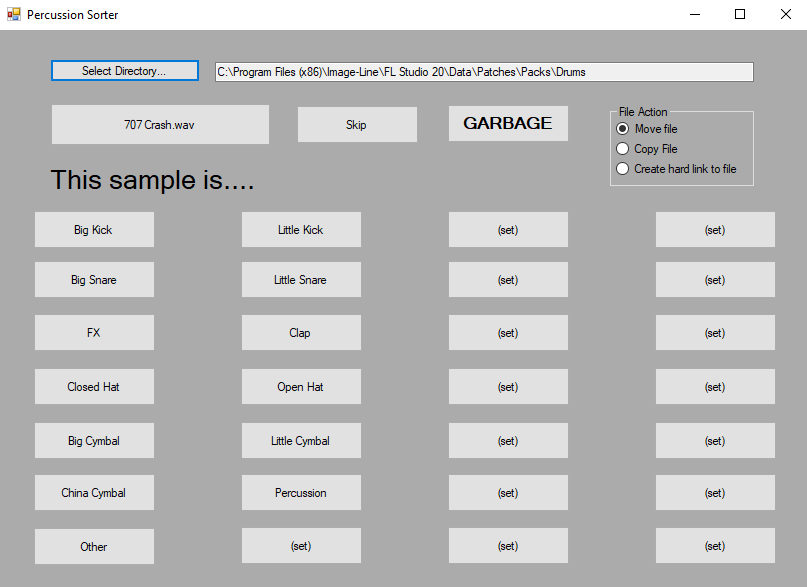 Percussion Sorter
Select Directory...
C:\Program Files (x86)\Image-Line\FL Studio 20\Data\Patches\Packs\Drums
707 Crash.wav
Skip
GARBAGE
File Action
Move file
Copy File
Create hard link to file
This sample is....
Big Kick
Little Kick
(set)
(set)
Big Snare
Little Snare
(set)
(set)
FX
Clap
(set)
(set)
Closed Hat
Open Hat
(set)
(set)
Big Cymbal
Little Cymbal
(set)
(set)
China Cymbal
Percussion
(set)
(set)
Other
(set)
(set)
(set)